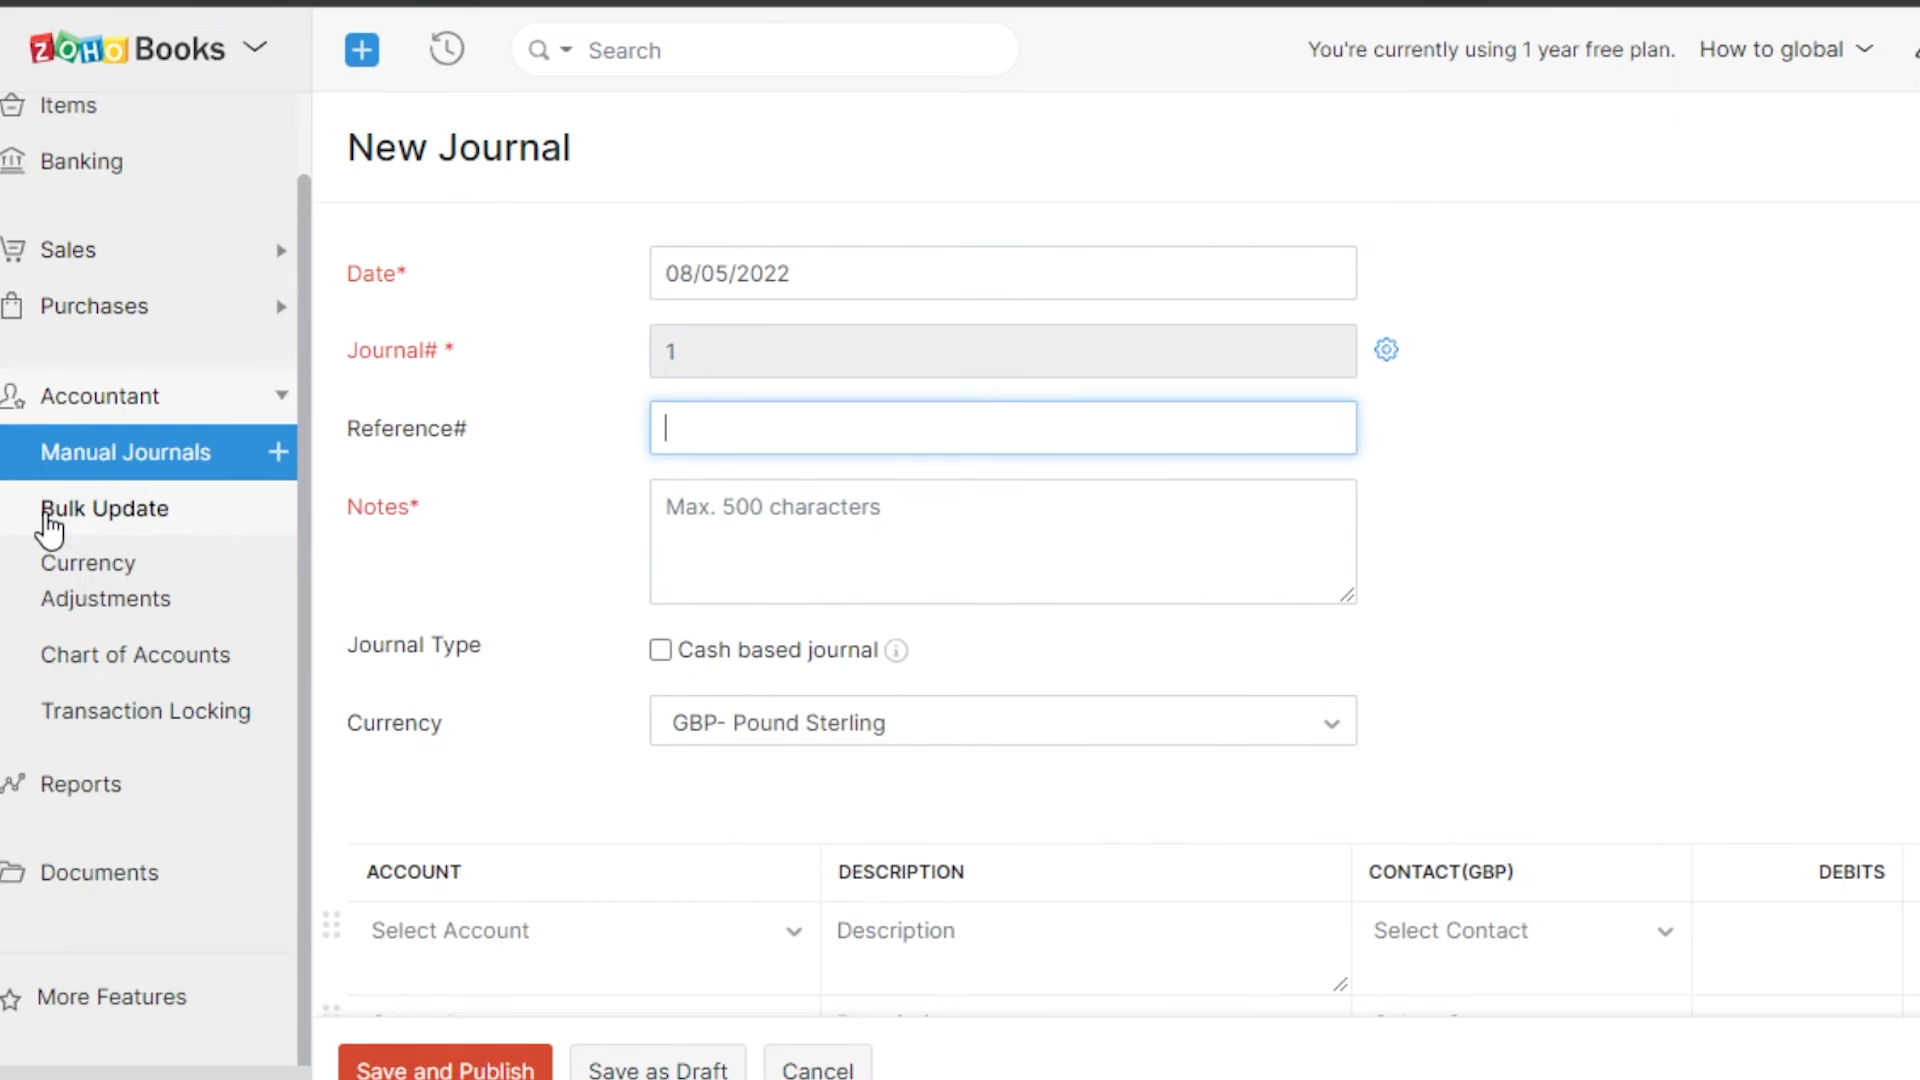 ZOHO Books
Search
You're currently using 1 year free plan.
How to global
Items
Banking
Sales
Purchases
Accountant
Manual Journals +
Bulk Update
Currency
Adjustments
Chart of Accounts
Transaction Locking
Reports
Documents
More Features
New Journal
Date* 08/05/2022
Journal# * 1
Reference#
Notes* Max. 500 characters
Journal Type Cash based journal
Currency GBP- Pound Sterling
ACCOUNT DESCRIPTION CONTACT(GBP) DEBITS
Select Account Description Select Contact
Save and Publish Save as Draft Cancel